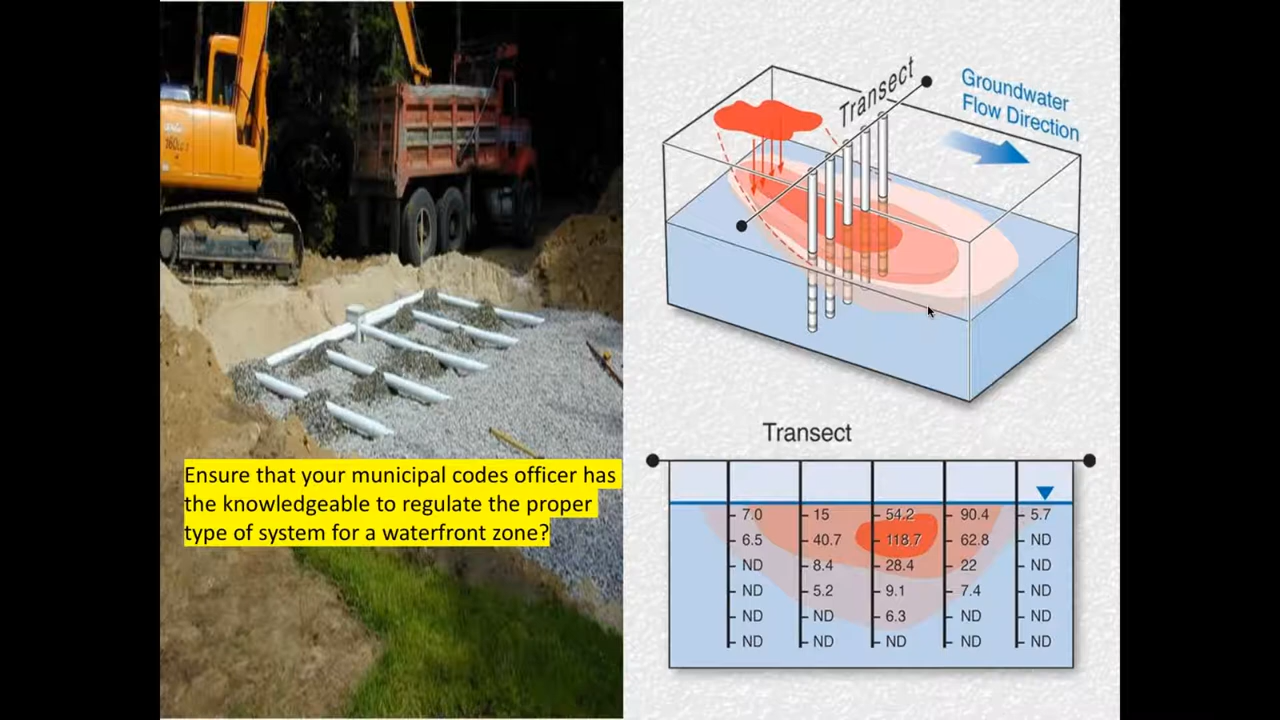 Ensure that your municipal codes officer has
the knowledgeable to regulate the proper
type of system for a waterfront zone?
Transect
Groundwater
Flow Direction
Transect
7.0 15 54.2 90.4 5.7
6.5 40.7 118.7 62.8 ND
ND 8.4 28.4 22 ND
ND 5.2 9.1 7.4 ND
ND ND 6.3 ND ND
ND ND ND ND ND